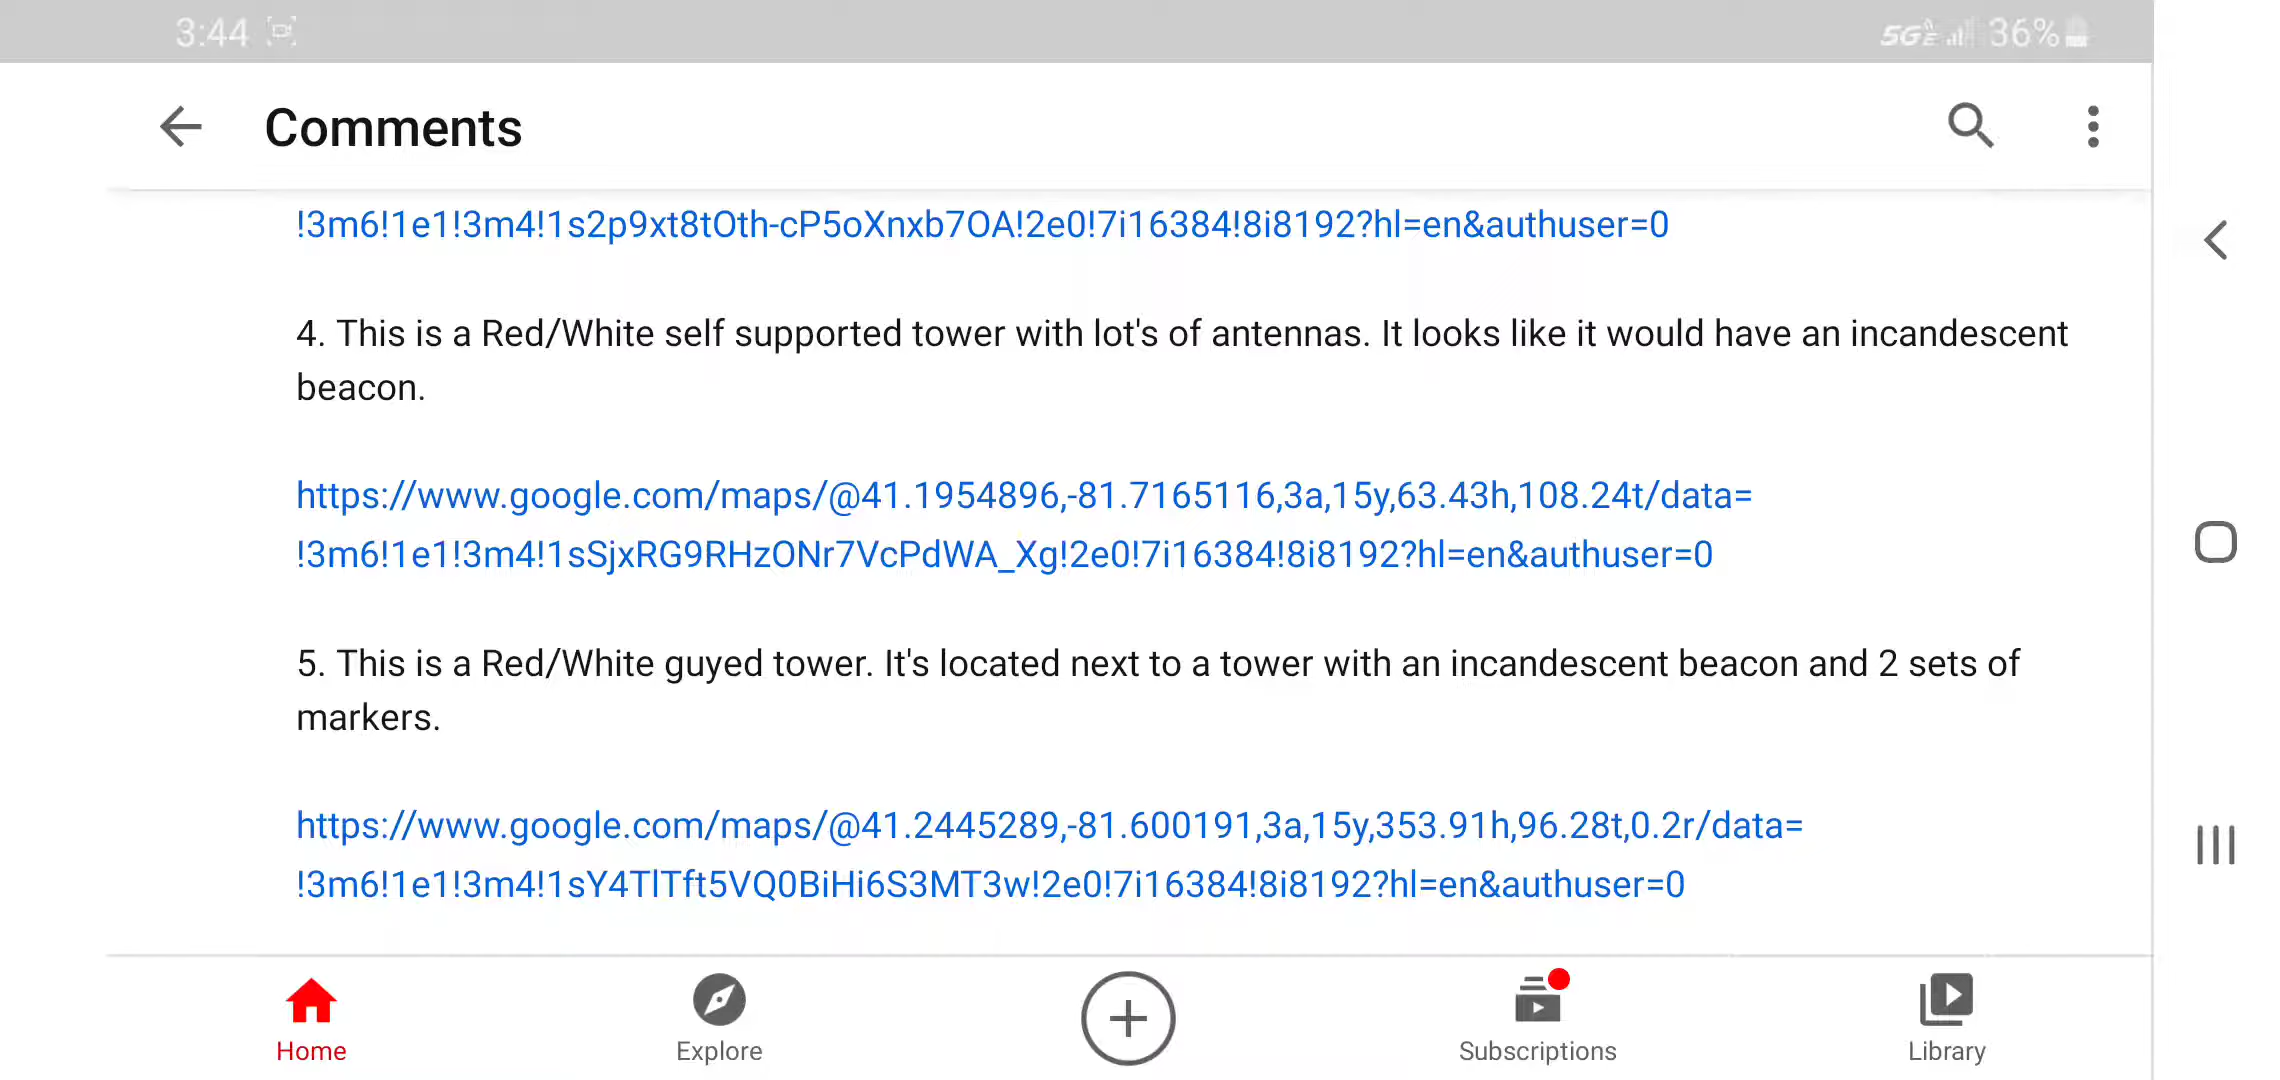 3:44 5GE 36%
Comments
!3m6!1e1!3m4!1s2p9xt8tOth-cP5oXnxb7OA!2e0!7i16384!8i8192?hl=en&authuser=0
4. This is a Red/White self supported tower with lot's of antennas. It looks like it would have an incandescent
beacon.
https://www.google.com/maps/@41.1954896,-81.7165116,3a,15y,63.43h,108.24t/data=
!3m6!1e1!3m4!1sSjxRG9RHzONr7VcPdWA_Xg!2e0!7i16384!8i8192?hl=en&authuser=0
5. This is a Red/White guyed tower. It's located next to a tower with an incandescent beacon and 2 sets of
markers.
https://www.google.com/maps/@41.2445289,-81.600191,3a,15y,353.91h,96.28t,0.2r/data=
!3m6!1e1!3m4!1sY4TlTft5VQ0BiHi6S3MT3w!2e0!7i16384!8i8192?hl=en&authuser=0
Home Explore Subscriptions Library